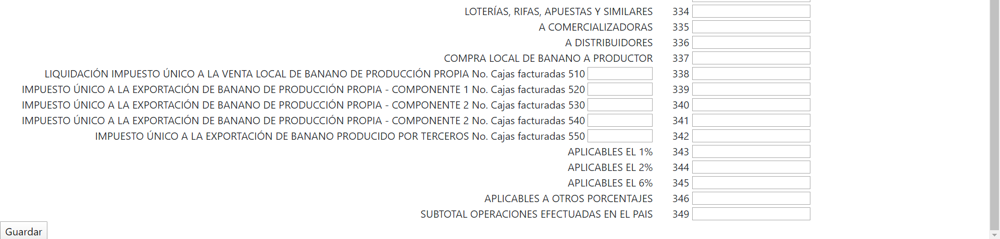 LOTERÍAS, RIFAS, APUESTAS Y SIMILARES 334
A COMERCIALIZADORAS 335
A DISTRIBUIDORES 336
COMPRA LOCAL DE BANANO A PRODUCTOR 337
LIQUIDACIÓN IMPUESTO ÚNICO A LA VENTA LOCAL DE BANANO DE PRODUCCIÓN PROPIA No. Cajas facturadas 510 338
IMPUESTO ÚNICO A LA EXPORTACIÓN DE BANANO DE PRODUCCIÓN PROPIA - COMPONENTE 1 No. Cajas facturadas 520 339
IMPUESTO ÚNICO A LA EXPORTACIÓN DE BANANO DE PRODUCCIÓN PROPIA - COMPONENTE 2 No. Cajas facturadas 530 340
IMPUESTO ÚNICO A LA EXPORTACIÓN DE BANANO DE PRODUCCIÓN PROPIA - COMPONENTE 2 No. Cajas facturadas 540 341
IMPUESTO ÚNICO A LA EXPORTACIÓN DE BANANO PRODUCIDO POR TERCEROS No. Cajas facturadas 550 342
APLICABLES EL 1% 343
APLICABLES EL 2% 344
APLICABLES EL 6% 345
APLICABLES A OTROS PORCENTAJES 346
SUBTOTAL OPERACIONES EFECTUADAS EN EL PAIS 349
Guardar